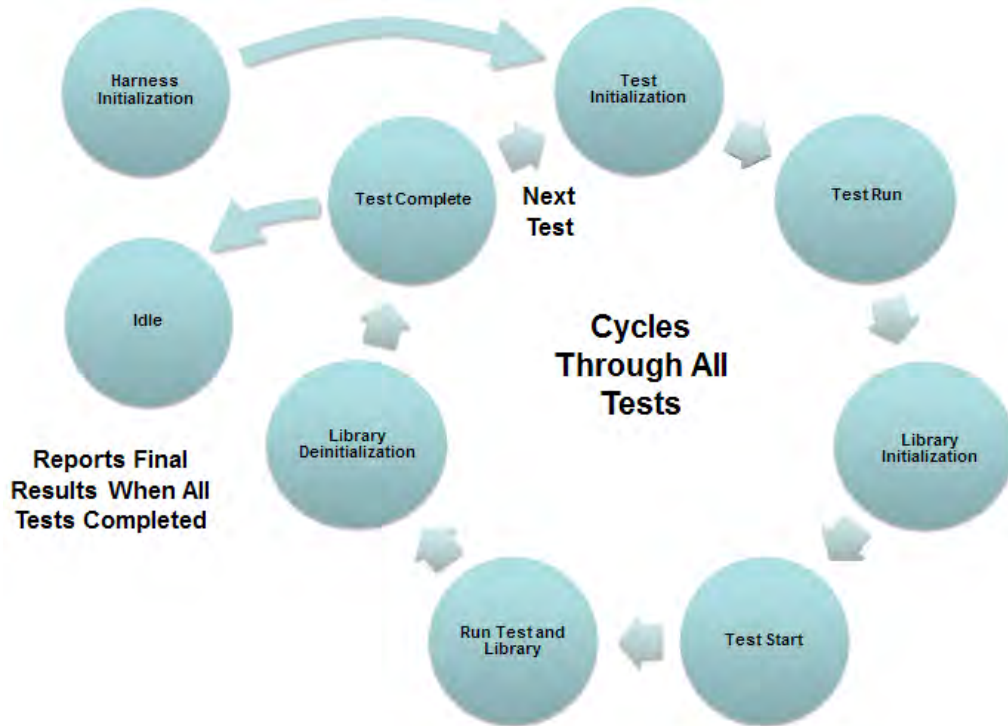 Harness
Initialization
Test
Initialization
Test Complete
Next
Test
Test Run
Idle
Cycles
Through All
Tests
Library
Deinitialization
Library
Initialization
Reports Final
Results When All
Tests Completed
Run Test and
Library
Test Start